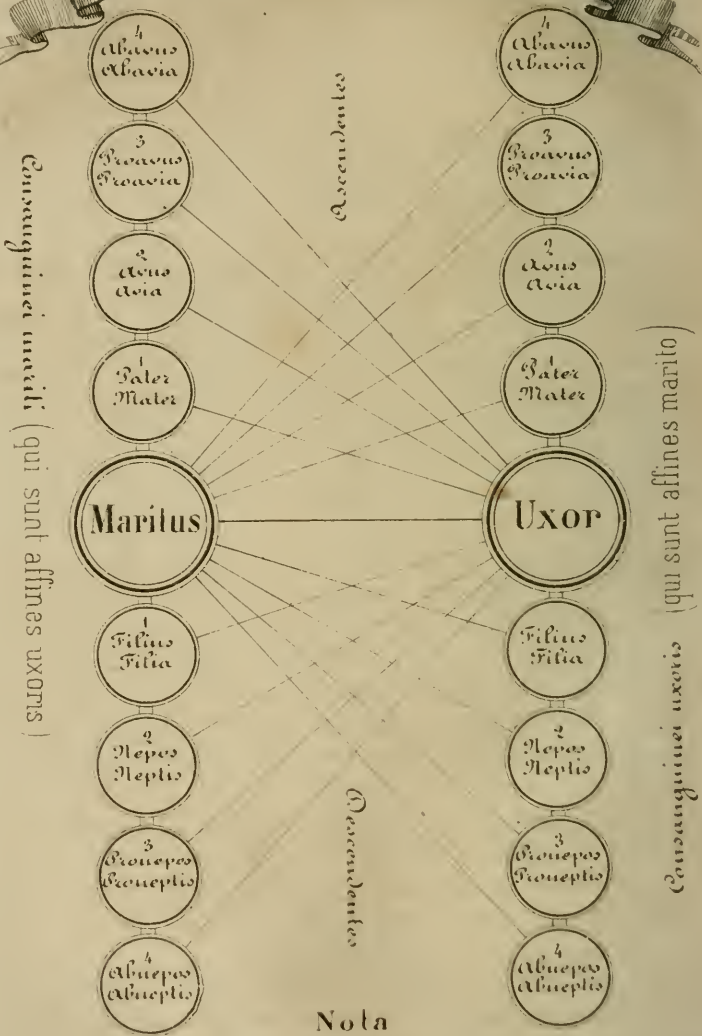 4
Abavus
Abavia
4
Abavus
Abavia
Ascendentes
3
Proavus
Proavia
3
Proavus
Proavia
2
Avus
Avia
2
Avus
Avia
1
Pater
Mater
1
Pater
Mater
Consanguinei mariti (qui sunt affines uxoris)
Consanguinei uxoris (qui sunt affines marito)
Maritus
Uxor
1
Filius
Filia
1
Filius
Filia
2
Nepos
Neptis
2
Nepos
Neptis
Descendentes
3
Pronepos
Proneptis
3
Pronepos
Proneptis
4
Abnepos
Abneptis
4
Abnepos
Abneptis
Nota